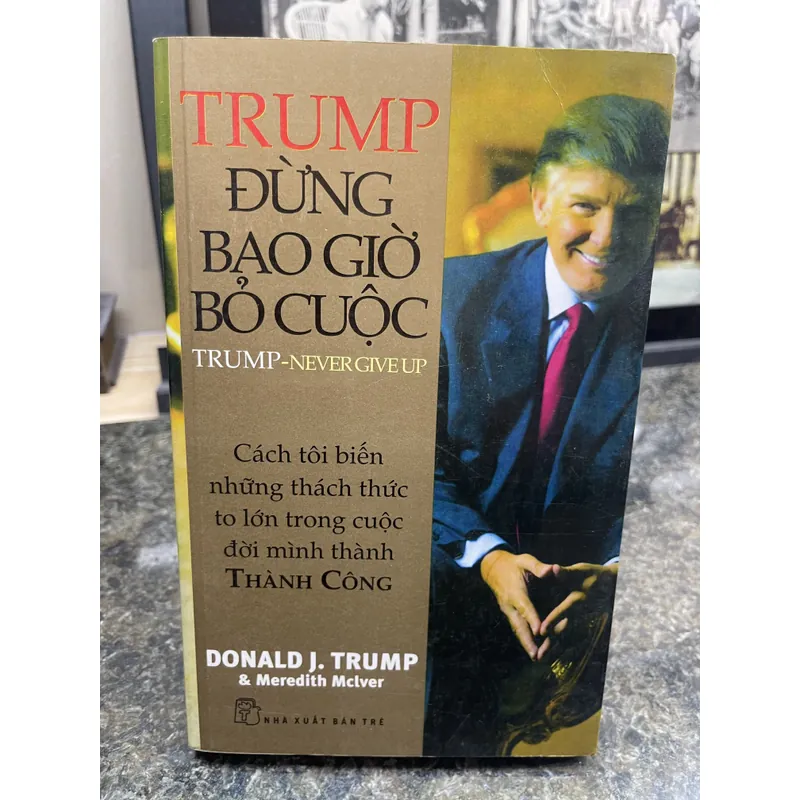 TRUMP
ĐỪNG
BAO GIỜ
BỎ CUỘC
TRUMP-NEVER GIVE UP
Cách tôi biến
những thách thức
to lớn trong cuộc
đời mình thành
THÀNH CÔNG
DONALD J. TRUMP
& Meredith McIver
NHÀ XUẤT BẢN TRẺ